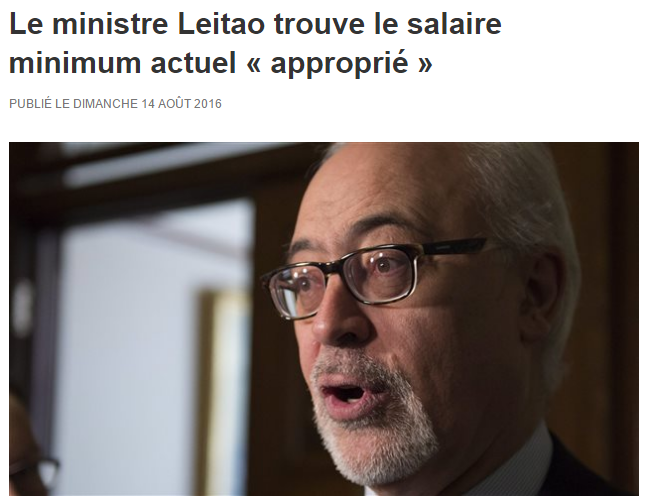 Le ministre Leitao trouve le salaire
minimum actuel « approprié »
PUBLIÉ LE DIMANCHE 14 AOÛT 2016